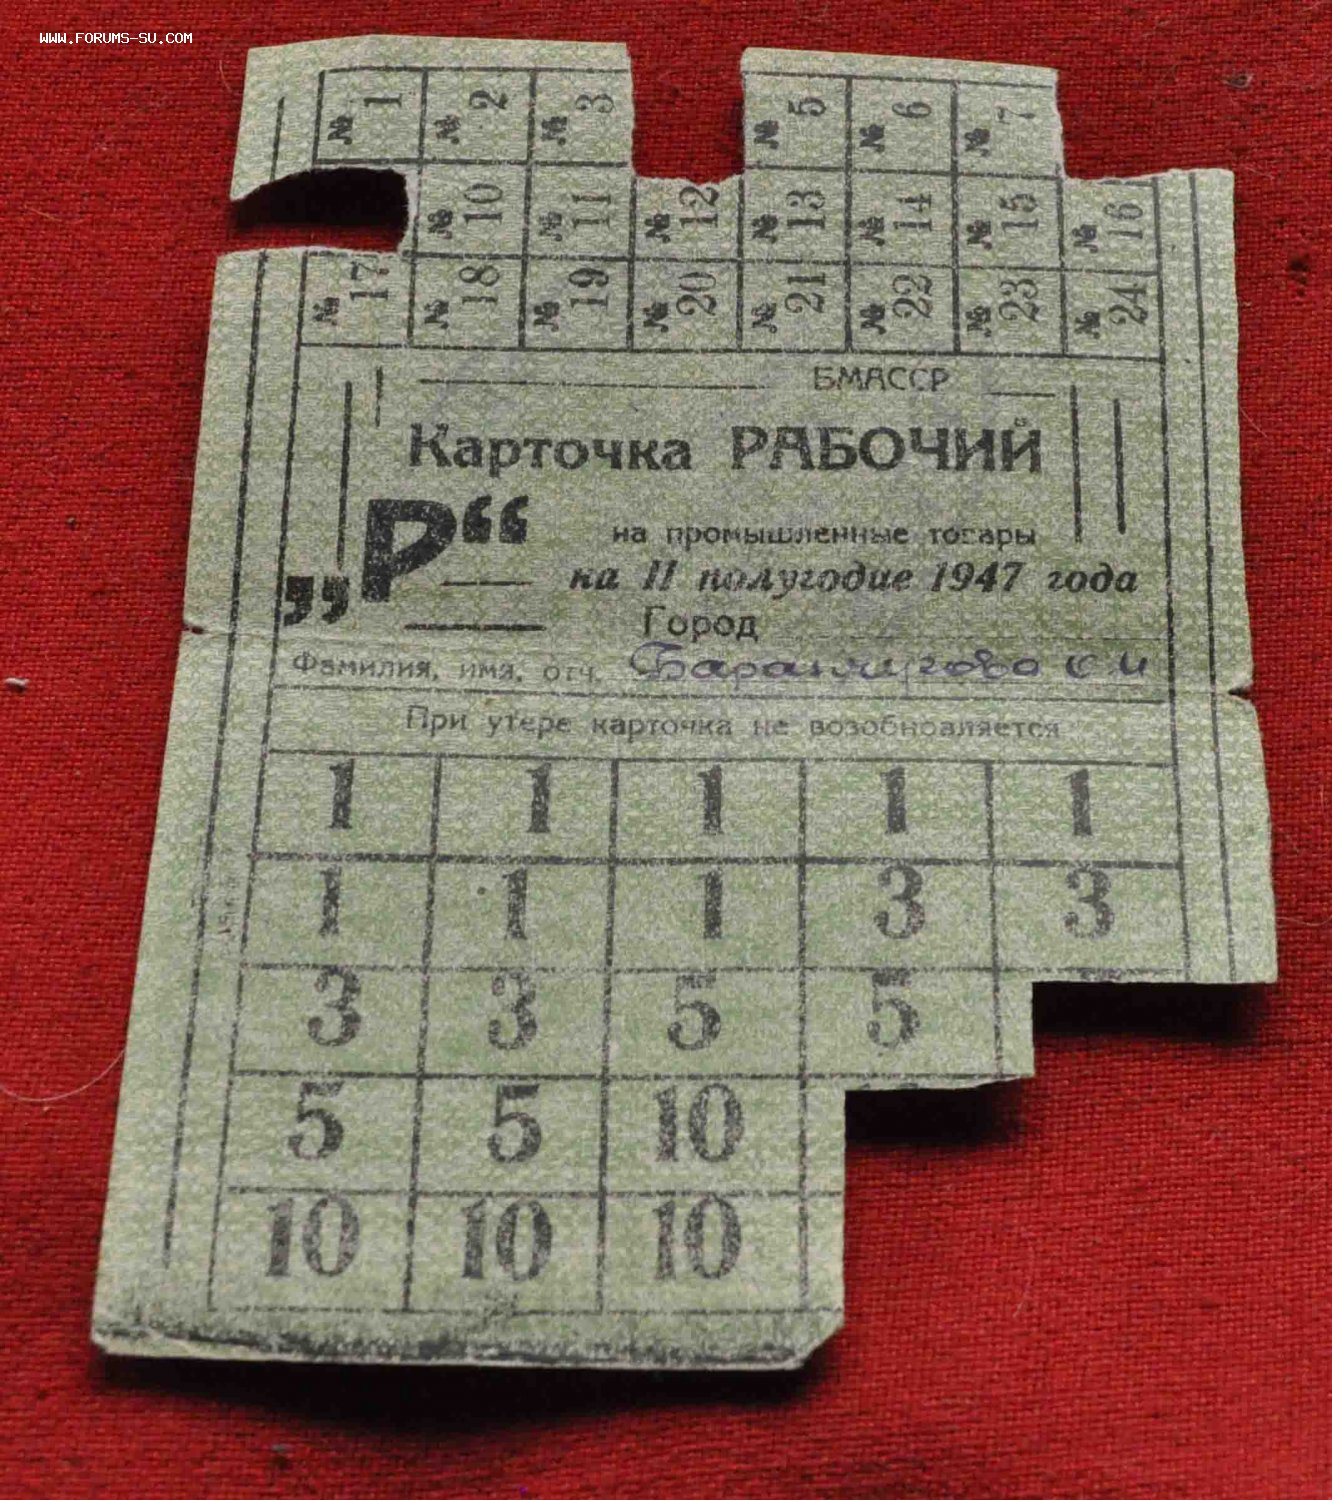 WWW.FORUMS-SU.COM
№ 1 № 2 № 3 № 5 № 6 № 7
№ 10 № 11 № 12 № 13 № 14 № 15 № 16
№ 17 № 18 № 19 № 20 № 21 № 22 № 23 № 24
БМАССР
Карточка РАБОЧИЙ
„Р“
на промышленные товары
на II полугодие 1947 года
Город
Фамилия, имя, отч.
При утере карточка не возобновляется
1 1 1 1 1
1 1 1 3 3
3 3 5 5
5 5 10
10 10 10